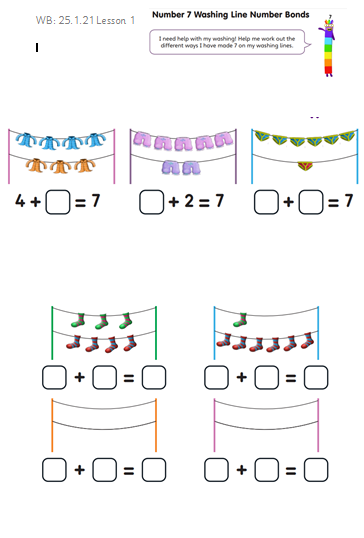 WB: 25.1.21 Lesson 1
Number 7 Washing Line Number Bonds
7
I need help with my washing! Help me work out the
different ways I have made 7 on my washing lines.
4 + = 7
+ 2 = 7
+ = 7
+ =
+ =
+ =
+ =